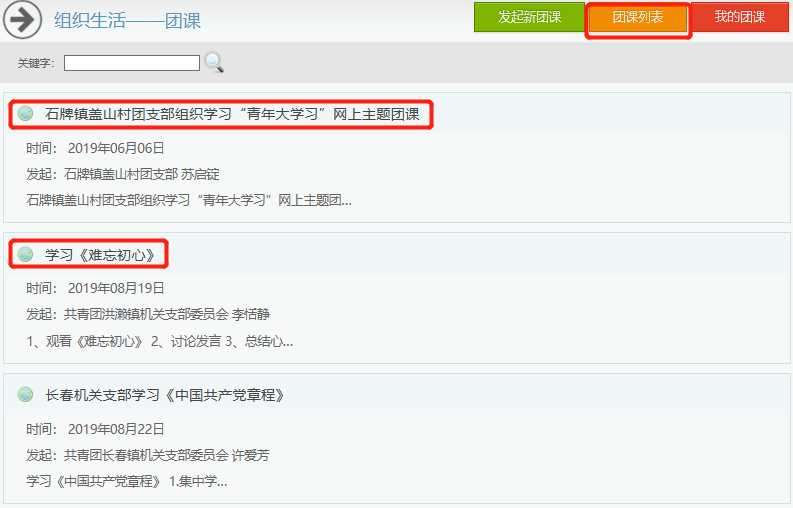 组织生活——团课
发起新团课 团课列表 我的团课
关键字：
石牌镇盖山村团支部组织学习“青年大学习”网上主题团课
时间： 2019年06月06日
发起：石牌镇盖山村团支部 苏启锭
石牌镇盖山村团支部组织学习“青年大学习”网上主题团...
学习《难忘初心》
时间： 2019年08月19日
发起：共青团洪濑镇机关支部委员会 李恬静
1、观看《难忘初心》 2、讨论发言 3、总结心...
长春机关支部学习《中国共产党章程》
时间： 2019年08月22日
发起：共青团长春镇机关支部委员会 许爱芳
学习《中国共产党章程》 1.集中学...